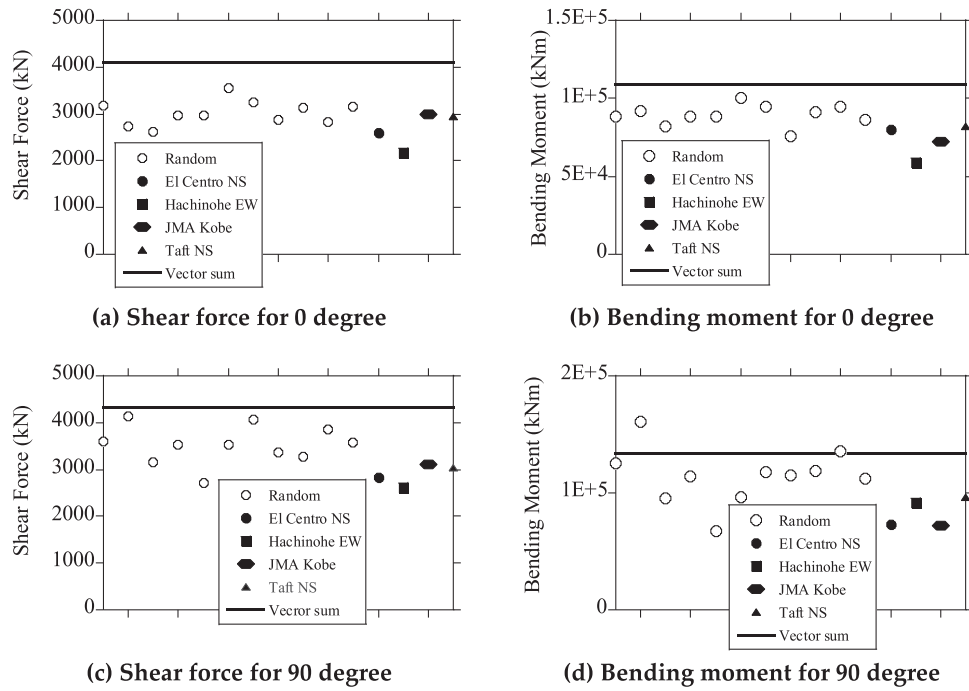 5000
4000
3000
2000
1000
0
Shear Force (kN)
Random
El Centro NS
Hachinohe EW
JMA Kobe
Taft NS
Vector sum
(a) Shear force for 0 degree
1.5E+5
1E+5
5E+4
0
Bending Moment (kNm)
Random
El Centro NS
Hachinohe EW
JMA Kobe
Taft NS
Vector sum
(b) Bending moment for 0 degree
5000
4000
3000
2000
1000
0
Shear Force (kN)
Random
El Centro NS
Hachinohe EW
JMA Kobe
Taft NS
Vecror sum
(c) Shear force for 90 degree
2E+5
1E+5
0E+5
Bending Moment (kNm)
Random
El Centro NS
Hachinohe EW
JMA Kobe
Taft NS
Vector sum
(d) Bending moment for 90 degree